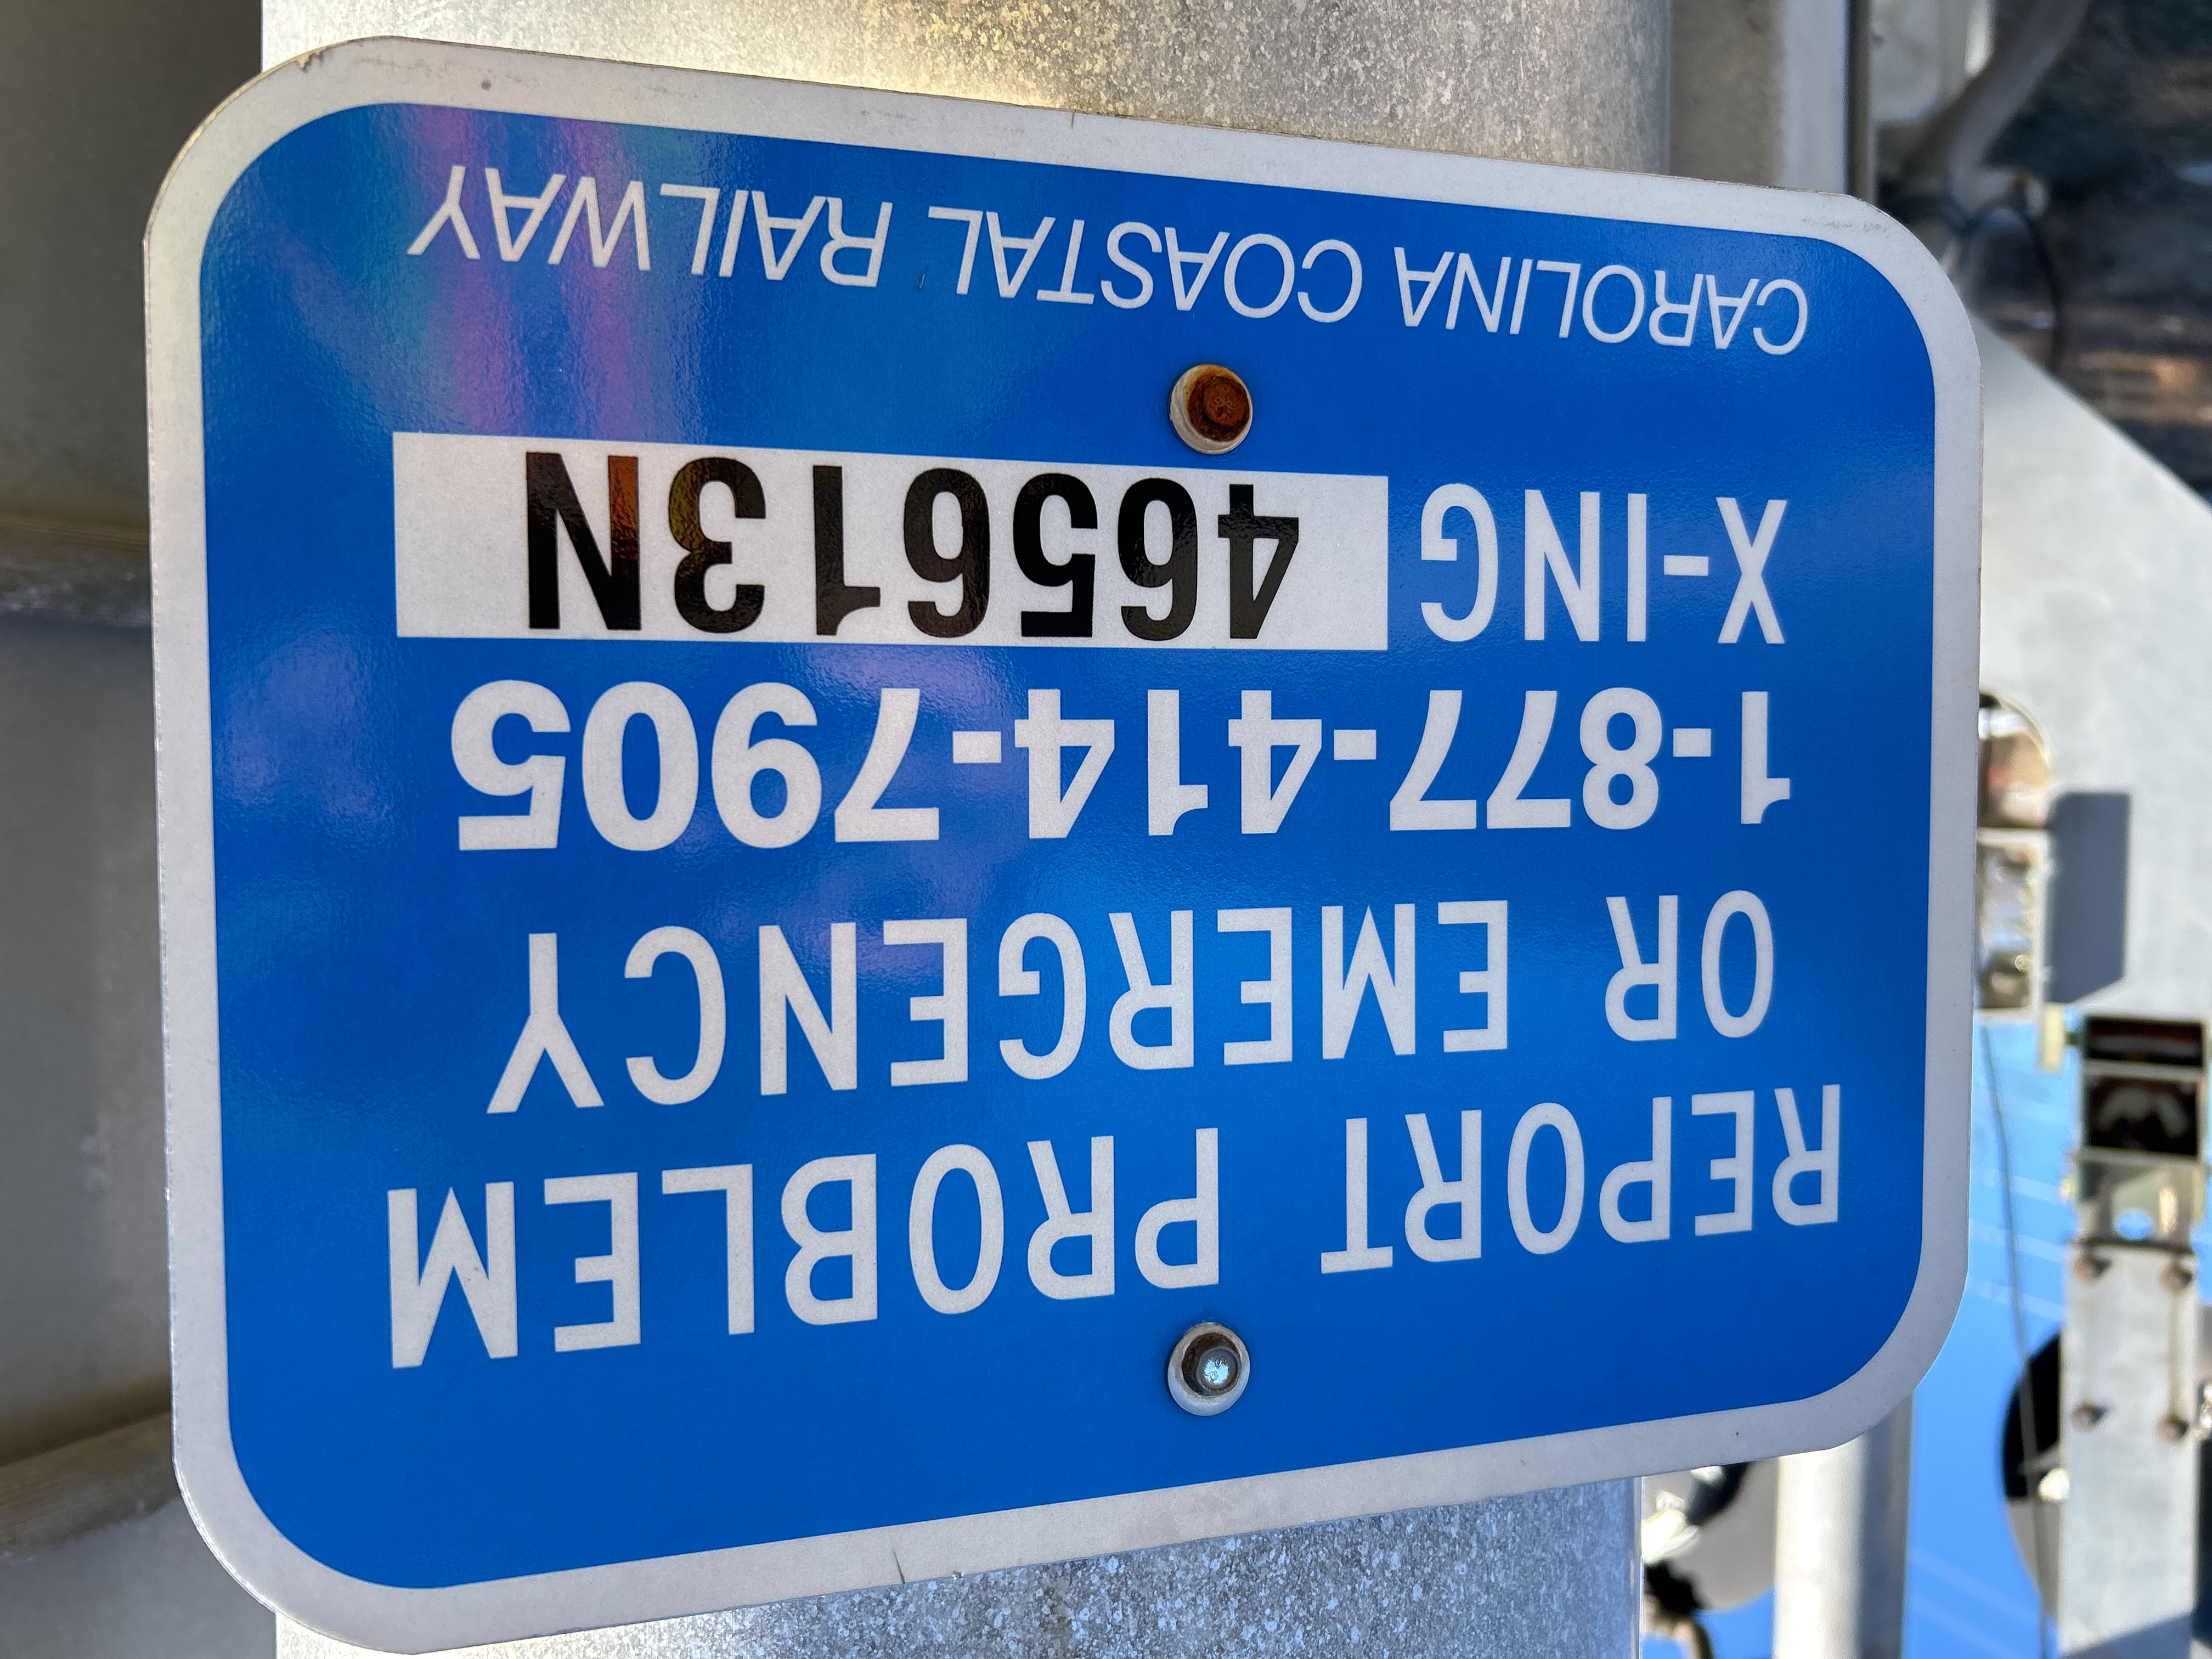 REPORT PROBLEM
OR EMERGENCY
1-877-414-7905
X-ING 465613N
CAROLINA COASTAL RAILWAY